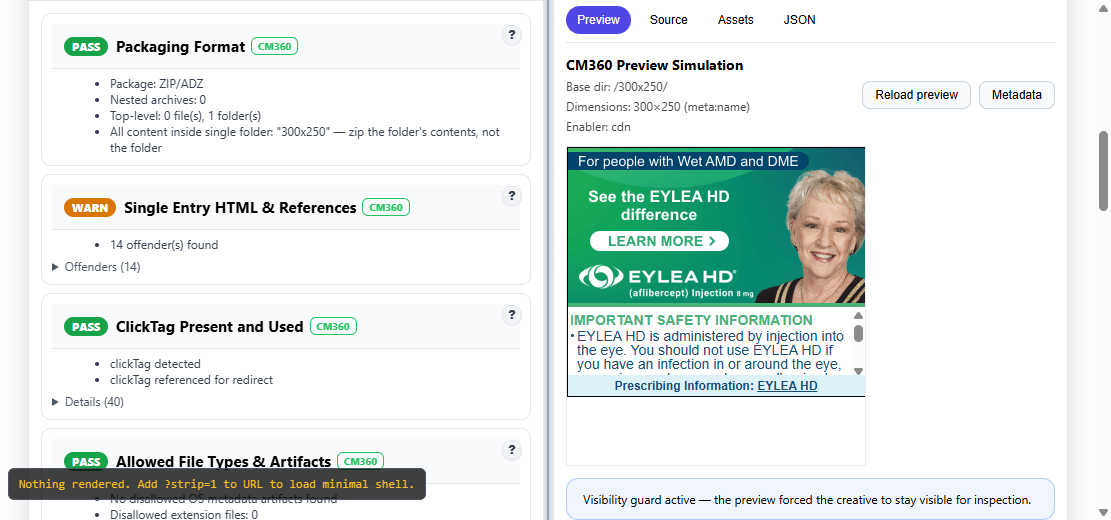 PASS Packaging Format CM360 ?
Package: ZIP/ADZ
Nested archives: 0
Top-level: 0 file(s), 1 folder(s)
All content inside single folder: "300x250" — zip the folder's contents, not
the folder
WARN Single Entry HTML & References CM360 ?
14 offender(s) found
Offenders (14)
PASS ClickTag Present and Used CM360 ?
clickTag detected
clickTag referenced for redirect
Details (40)
PASS Allowed File Types & Artifacts CM360 ?
No disallowed OS metadata artifacts found
Disallowed extension files: 0
Nothing rendered. Add ?strip=1 to URL to load minimal shell.
Preview Source Assets JSON
CM360 Preview Simulation
Base dir: /300x250/
Dimensions: 300×250 (meta:name)
Enabler: cdn
Reload preview Metadata
For people with Wet AMD and DME
See the EYLEA HD
difference
LEARN MORE >
EYLEA HD®
(aflibercept) Injection 8 mg
IMPORTANT SAFETY INFORMATION
• EYLEA HD is administered by injection into
the eye. You should not use EYLEA HD if
you have an infection in or around the eye,
Prescribing Information: EYLEA HD
Visibility guard active — the preview forced the creative to stay visible for inspection.